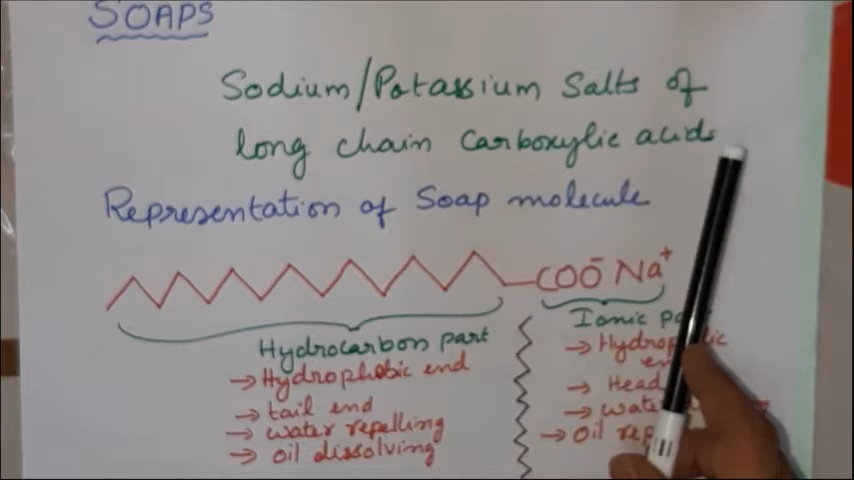 SOAPS
Sodium/Potassium Salts of
long chain Carboxylic acids
Representation of Soap molecule
COO⁻ Na⁺
Hydrocarbon part
Ionic
→ Hydrophobic end
→ tail end
→ water repelling
→ oil dissolving
→
→ Head
→ water
→ Oil